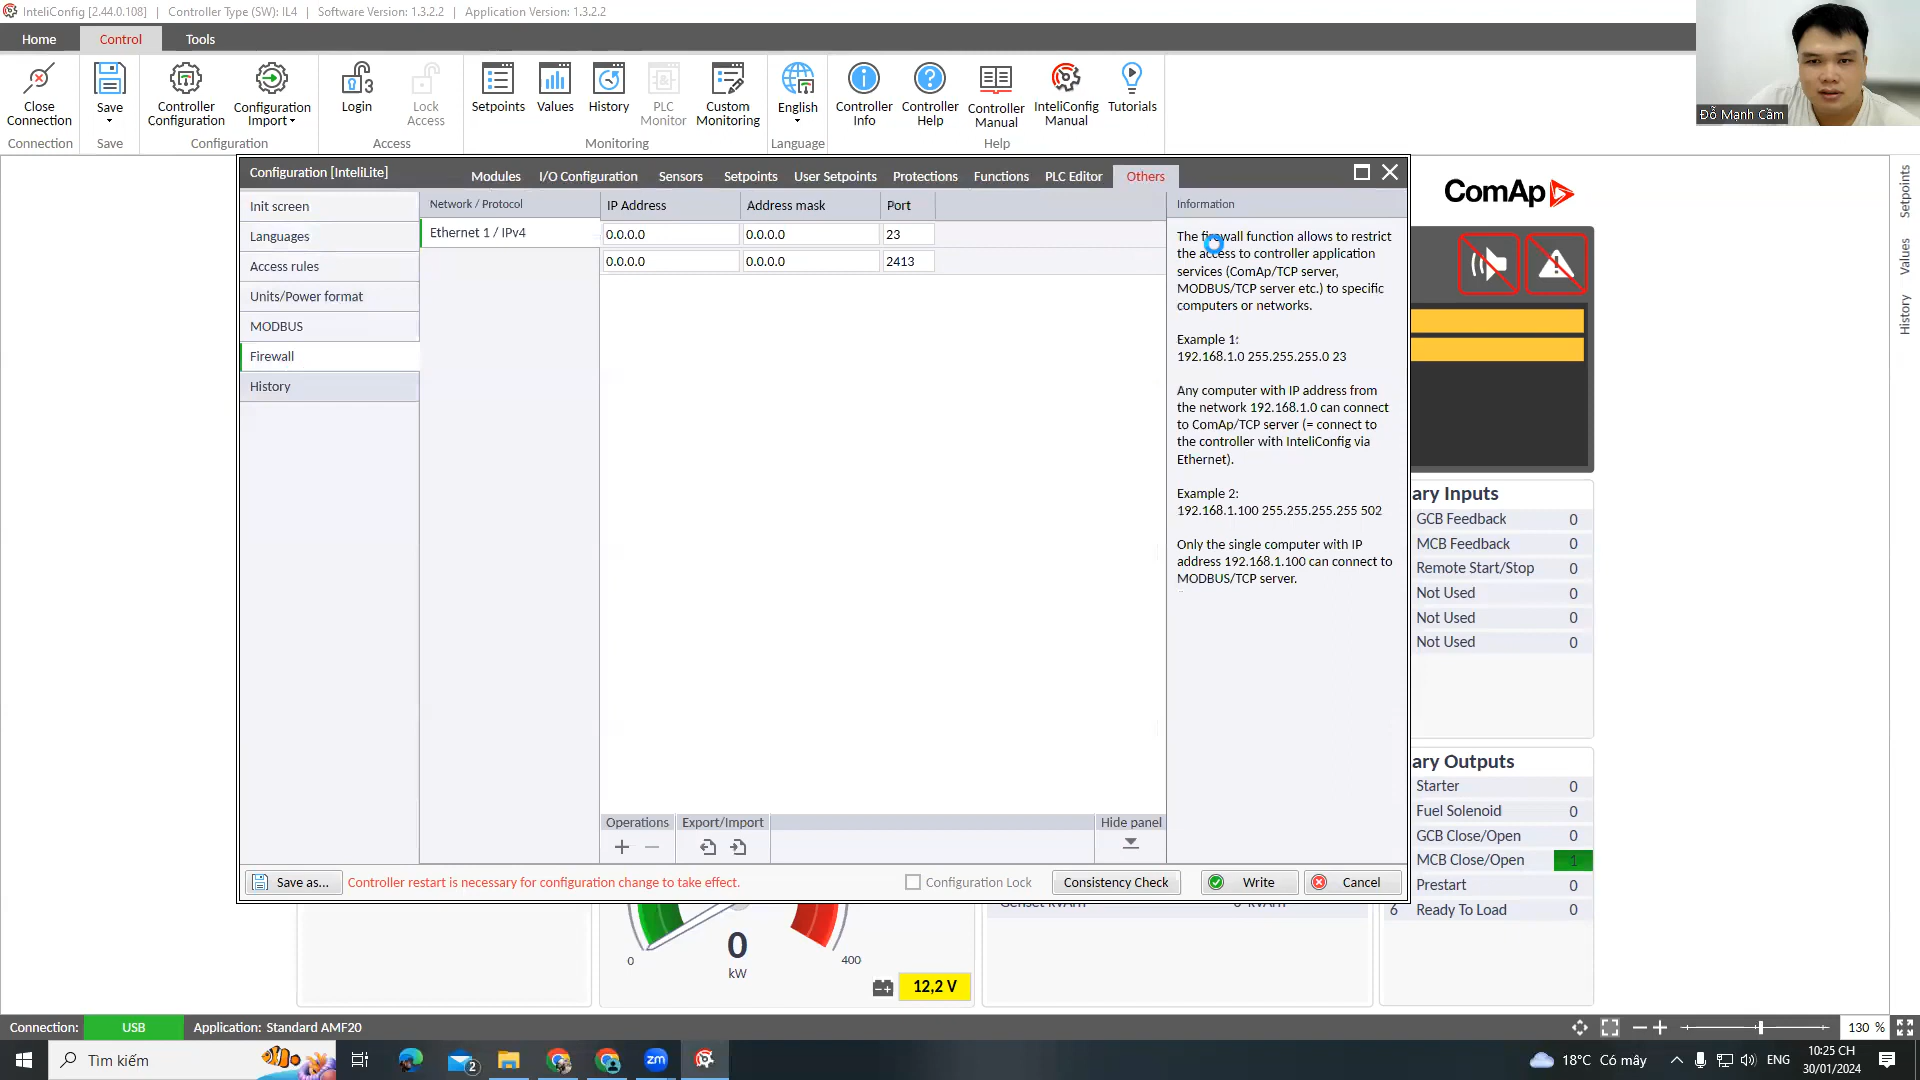 InteliConfig [2.44.0.108] | Controller Type (SW): IL4 | Software Version: 1.3.2.2 | Application Version: 1.3.2.2
Home Control Tools
Close Connection
Save
Controller Configuration
Configuration Import
Login
Lock Access
Setpoints
Values
History
PLC Monitor
Custom Monitoring
English
Controller Info
Controller Help
Controller Manual
InteliConfig Manual
Tutorials
Connection Save Configuration Access Monitoring Language Help
Đỗ Mạnh Cầm
Configuration [InteliLite]
Modules I/O Configuration Sensors Setpoints User Setpoints Protections Functions PLC Editor Others
Init screen
Languages
Access rules
Units/Power format
MODBUS
Firewall
History
Network / Protocol
Ethernet 1 / IPv4
IP Address Address mask Port
0.0.0.0 0.0.0.0 23
0.0.0.0 0.0.0.0 2413
Information
The firewall function allows to restrict
the access to controller application
services (ComAp/TCP server,
MODBUS/TCP server etc.) to specific
computers or networks.
Example 1:
192.168.1.0 255.255.255.0 23
Any computer with IP address from
the network 192.168.1.0 can connect
to ComAp/TCP server (= connect to
the controller with InteliConfig via
Ethernet).
Example 2:
192.168.1.100 255.255.255.255 502
Only the single computer with IP
address 192.168.1.100 can connect to
MODBUS/TCP server.
Operations Export/Import Hide panel
Save as... Controller restart is necessary for configuration change to take effect. Configuration Lock Consistency Check Write Cancel
ComAp
Setpoints
Values
History
ary Inputs
GCB Feedback 0
MCB Feedback 0
Remote Start/Stop 0
Not Used 0
Not Used 0
Not Used 0
ary Outputs
Starter 0
Fuel Solenoid 0
GCB Close/Open 0
MCB Close/Open 1
Prestart 0
6 Ready To Load 0
0
kW
0 400
12,2 V
Connection: USB Application: Standard AMF20
130 %
Tìm kiếm
2
zm
18°C Có mây
ENG
10:25 CH
30/01/2024